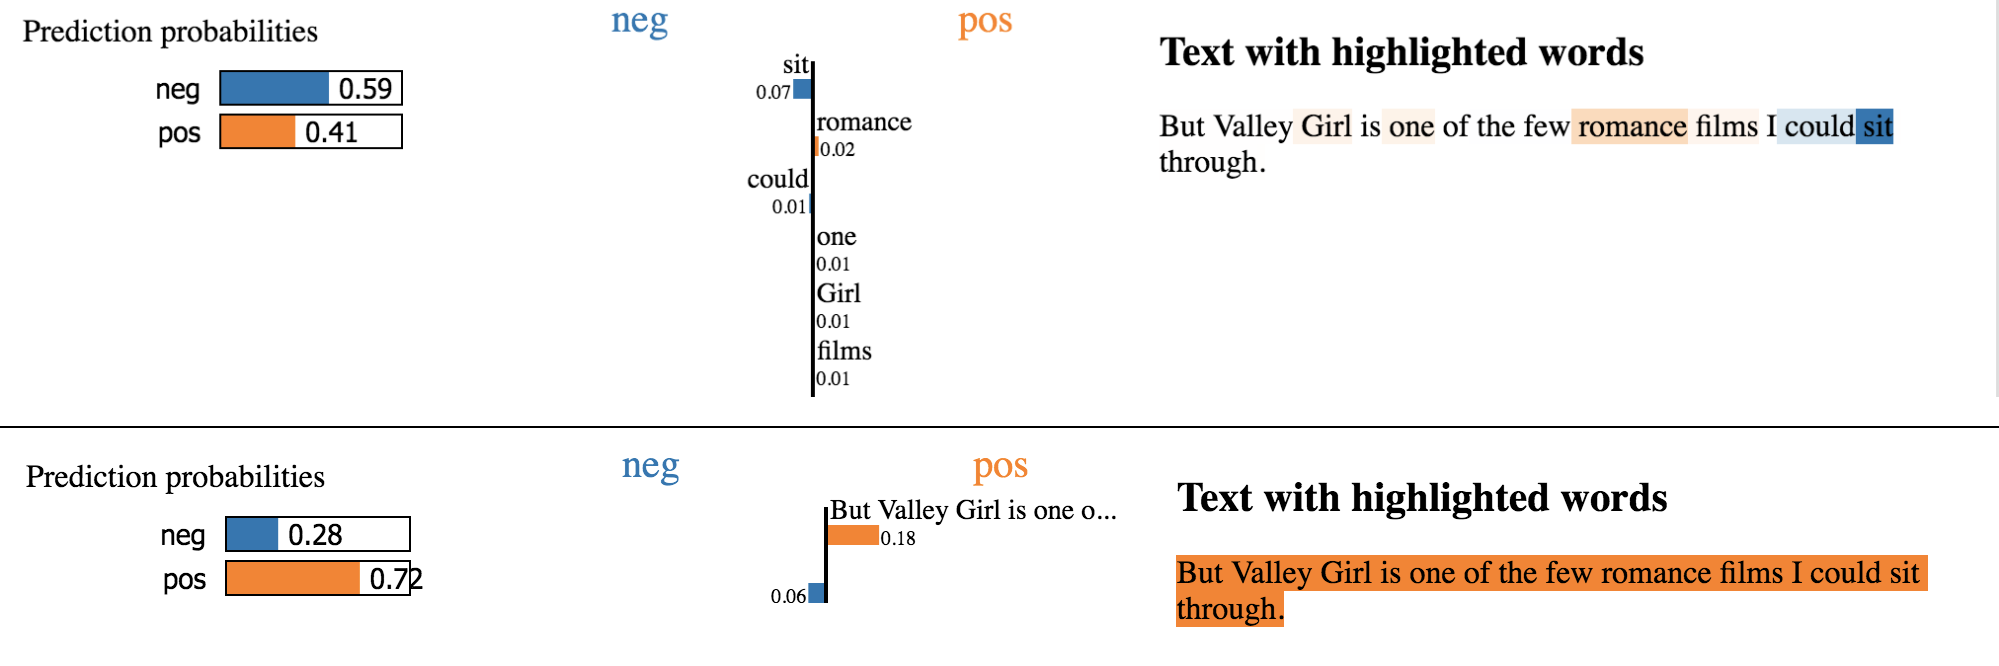 Prediction probabilities
neg 0.59
pos 0.41
neg pos
sit
0.07
romance
0.02
could
0.01
one
0.01
Girl
0.01
films
0.01
Text with highlighted words
But Valley Girl is one of the few romance films I could sit
through.
Prediction probabilities
neg 0.28
pos 0.72
neg pos
But Valley Girl is one o...
0.18
0.06
Text with highlighted words
But Valley Girl is one of the few romance films I could sit
through.